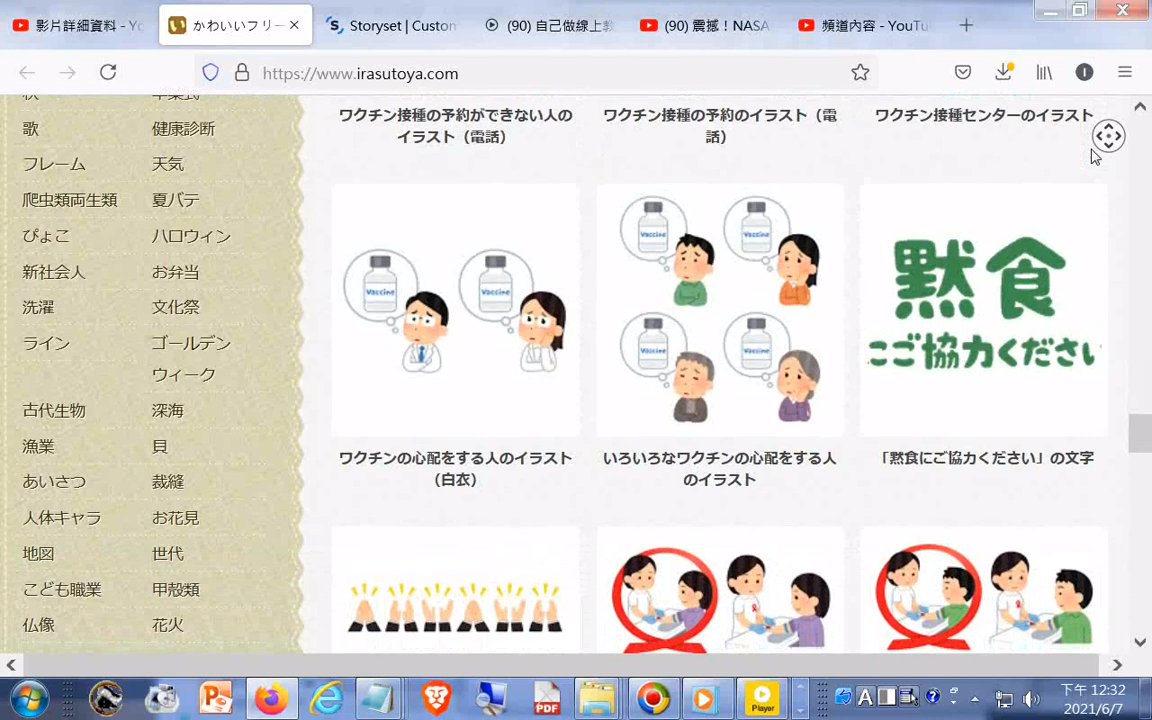 影片詳細資料 - Yo
かわいいフリー
Storyset | Custom
(90) 自己做線上教
(90) 震撼！NASA
頻道內容 - YouTu
https://www.irasutoya.com
歌
健康診断
フレーム
天気
爬虫類両生類
夏バテ
ぴょこ
ハロウィン
新社会人
お弁当
洗濯
文化祭
ライン
ゴールデン
ウィーク
古代生物
深海
漁業
貝
あいさつ
裁縫
人体キャラ
お花見
地図
世代
こども職業
甲殻類
仏像
花火
ワクチン接種の予約ができない人の
イラスト（電話）
ワクチン接種の予約のイラスト（電
話）
ワクチン接種センターのイラスト
Vaccine
Vaccine
Vaccine
Vaccine
Vaccine
Vaccine
黙食
にご協力ください
ワクチンの心配をする人のイラスト
（白衣）
いろいろなワクチンの心配をする人
のイラスト
「黙食にご協力ください」の文字
PDF
Player
A
下午 12:32
2021/6/7